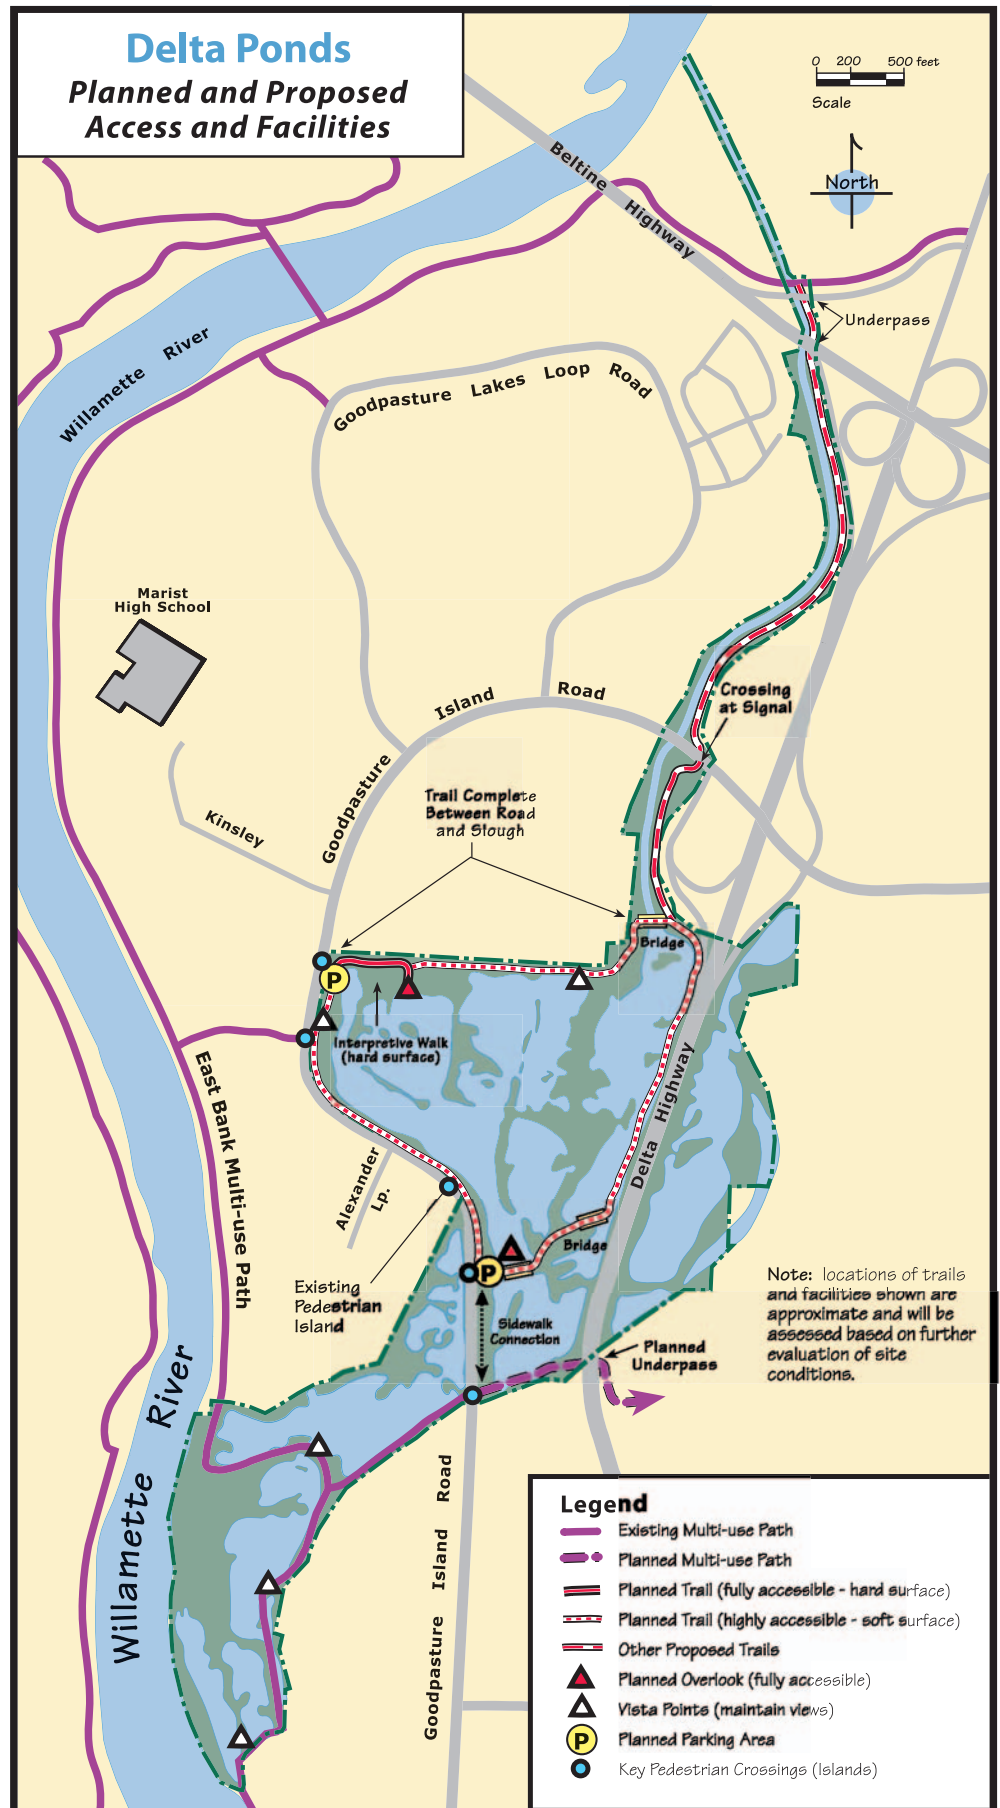 Delta Ponds
Planned and Proposed
Access and Facilities
0 200 500 feet
Scale
North
Beltine Highway
Underpass
Willamette River
Goodpasture Lakes Loop Road
Marist
High School
Crossing
at Signal
Goodpasture Island Road
Trail Complete
Between Road
and Slough
Kinsley
Bridge
P
Interpretive Walk
(hard surface)
East Bank Multi-use Path
Delta Highway
Alexander
Lp.
Bridge
P
Existing
Pedestrian
Island
Sidewalk
Connection
Note: locations of trails
and facilities shown are
approximate and will be
assessed based on further
evaluation of site
conditions.
Planned
Underpass
Willamette River
Goodpasture Island Road
Legend
Existing Multi-use Path
Planned Multi-use Path
Planned Trail (fully accessible - hard surface)
Planned Trail (highly accessible - soft surface)
Other Proposed Trails
Planned Overlook (fully accessible)
Vista Points (maintain views)
P Planned Parking Area
Key Pedestrian Crossings (Islands)